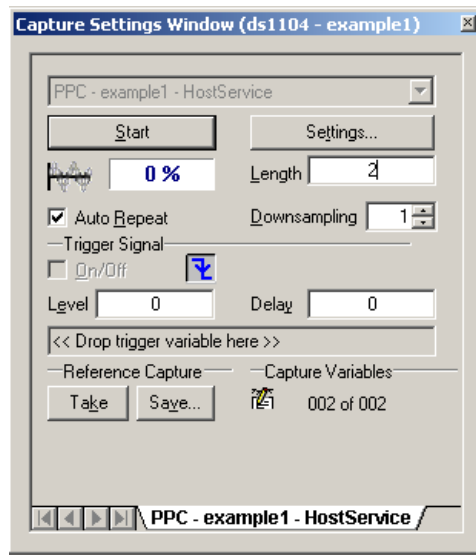 Capture Settings Window (ds1104 - example1)
PPC - example1 - HostService
Start Settings...
0 % Length 2
Auto Repeat Downsampling 1
Trigger Signal
On/Off
Level 0 Delay 0
<< Drop trigger variable here >>
Reference Capture Capture Variables
Take Save... 002 of 002
PPC - example1 - HostService